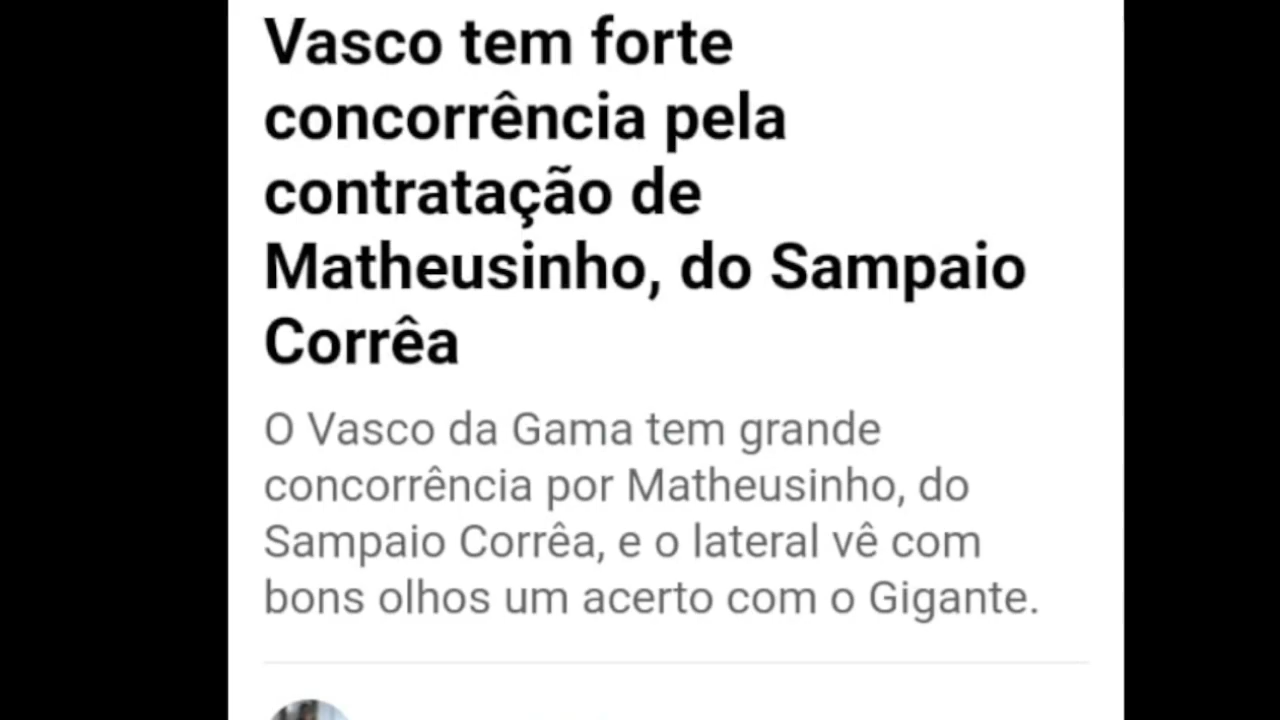 Vasco tem forte
concorrência pela
contratação de
Matheusinho, do Sampaio
Corrêa
O Vasco da Gama tem grande
concorrência por Matheusinho, do
Sampaio Corrêa, e o lateral vê com
bons olhos um acerto com o Gigante.